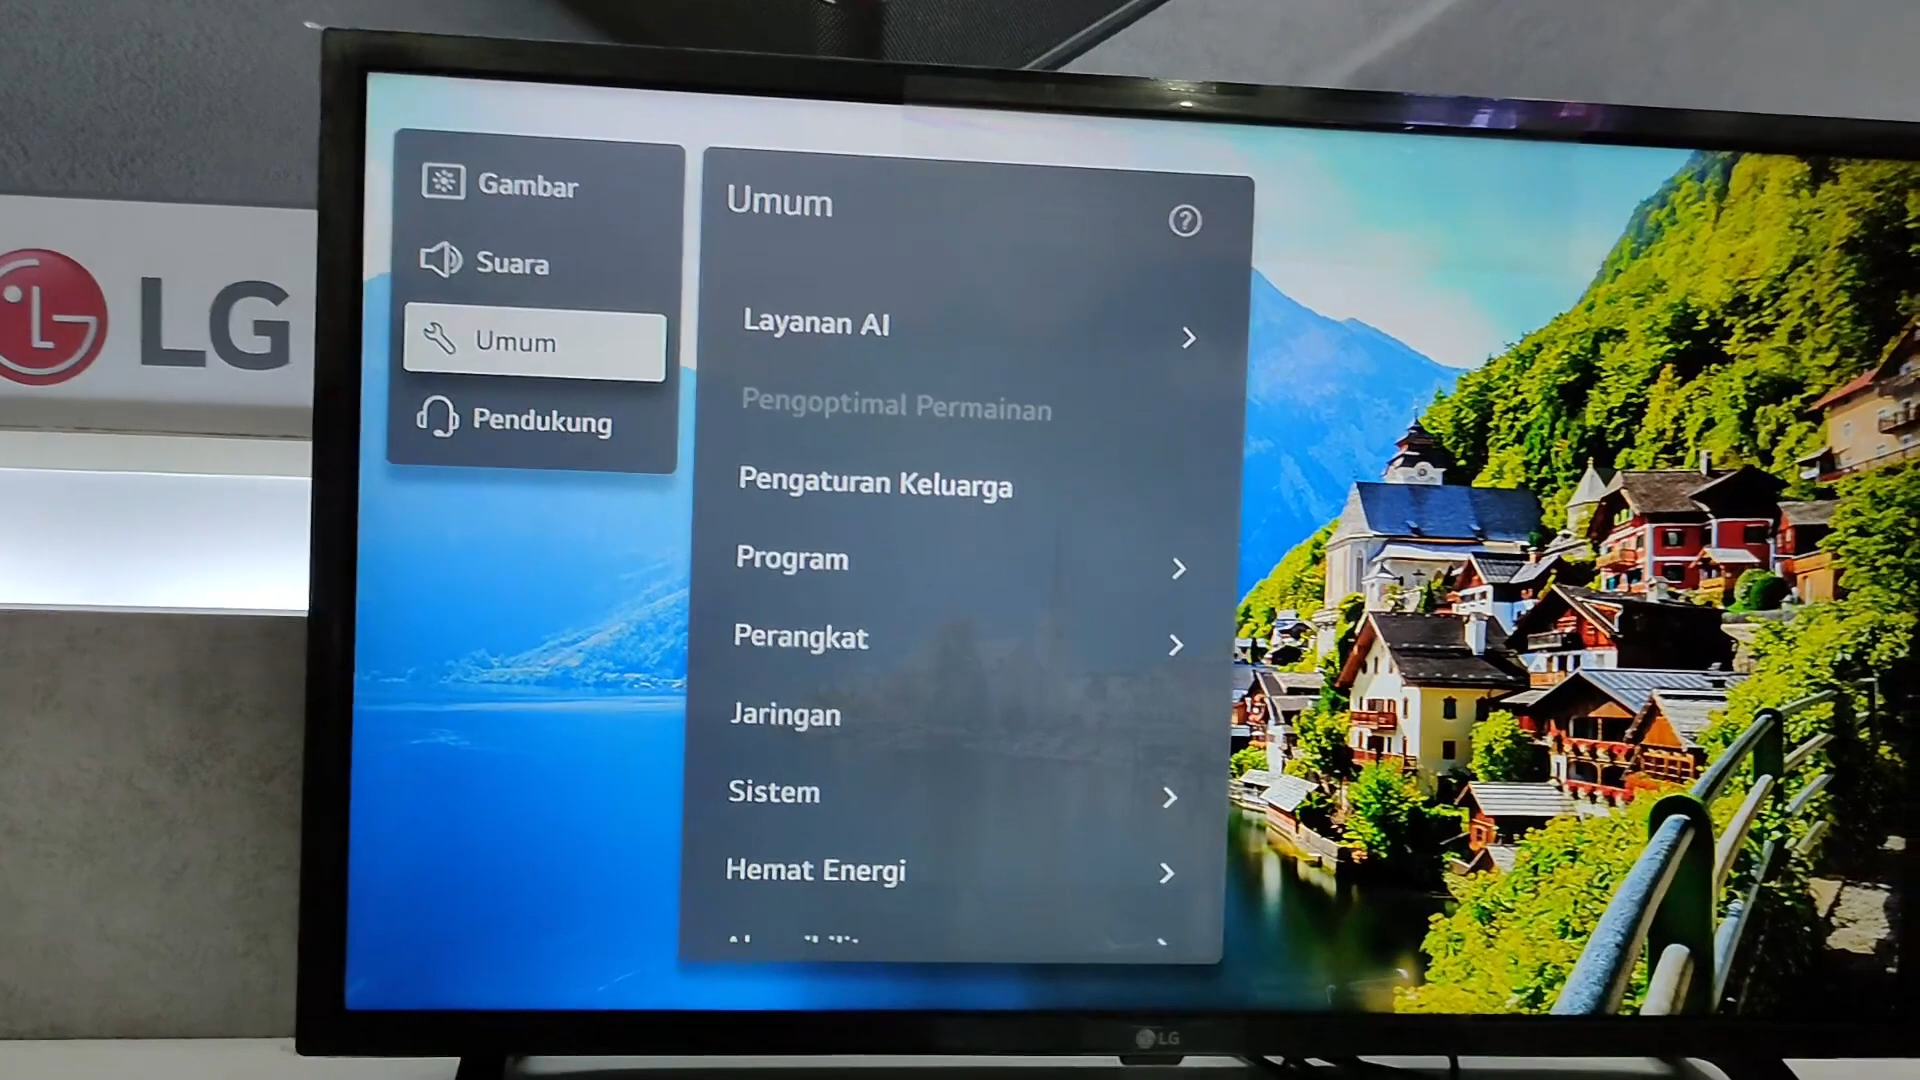 LG
Gambar
Suara
Umum
Pendukung
Umum
Layanan AI
Pengoptimal Permainan
Pengaturan Keluarga
Program
Perangkat
Jaringan
Sistem
Hemat Energi
LG